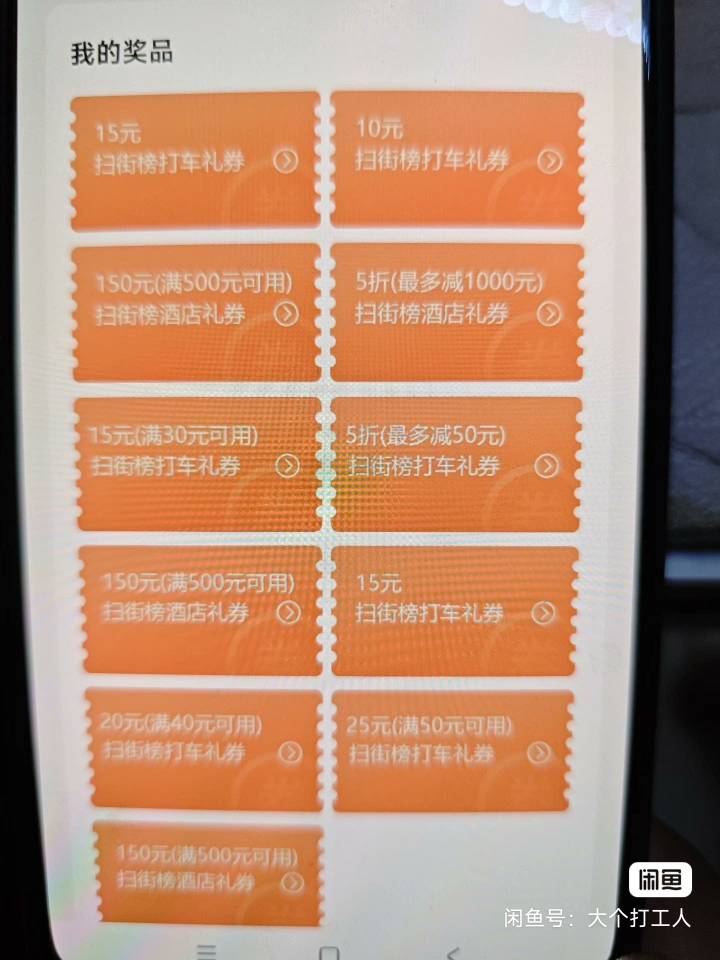 我的奖品
15元
扫街榜打车礼券
10元
扫街榜打车礼券
150元(满500元可用)
扫街榜酒店礼券
5折(最多减1000元)
扫街榜酒店礼券
15元(满30元可用)
扫街榜打车礼券
5折(最多减50元)
扫街榜打车礼券
150元(满500元可用)
扫街榜酒店礼券
15元
扫街榜打车礼券
20元(满40元可用)
扫街榜打车礼券
25元(满50元可用)
扫街榜打车礼券
150元(满500元可用)
扫街榜酒店礼券
闲鱼
闲鱼号：大个打工人